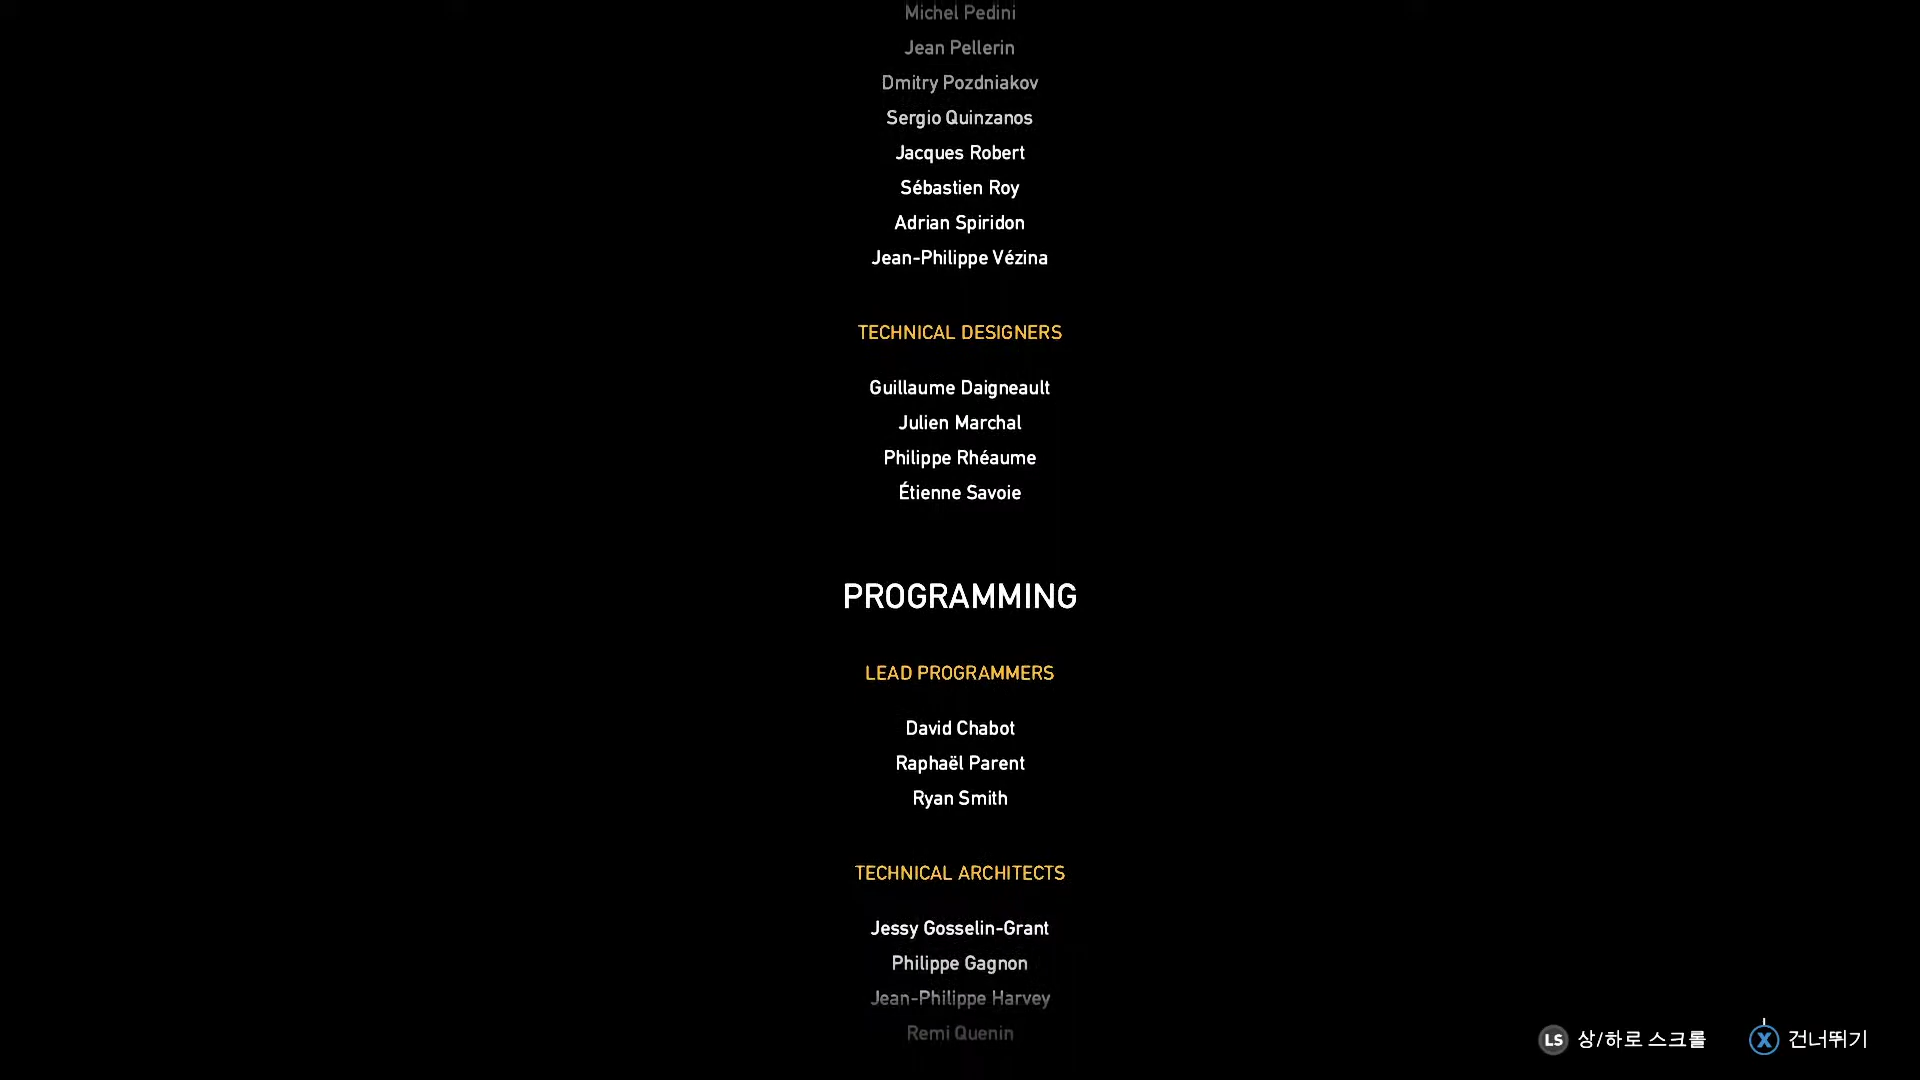 Michel Pedini
Jean Pellerin
Dmitry Pozdniakov
Sergio Quinzanos
Jacques Robert
Sébastien Roy
Adrian Spiridon
Jean-Philippe Vézina
TECHNICAL DESIGNERS
Guillaume Daigneault
Julien Marchal
Philippe Rhéaume
Étienne Savoie
PROGRAMMING
LEAD PROGRAMMERS
David Chabot
Raphaël Parent
Ryan Smith
TECHNICAL ARCHITECTS
Jessy Gosselin-Grant
Philippe Gagnon
Jean-Philippe Harvey
Remi Quenin
LS 상/하로 스크롤 X 건너뛰기